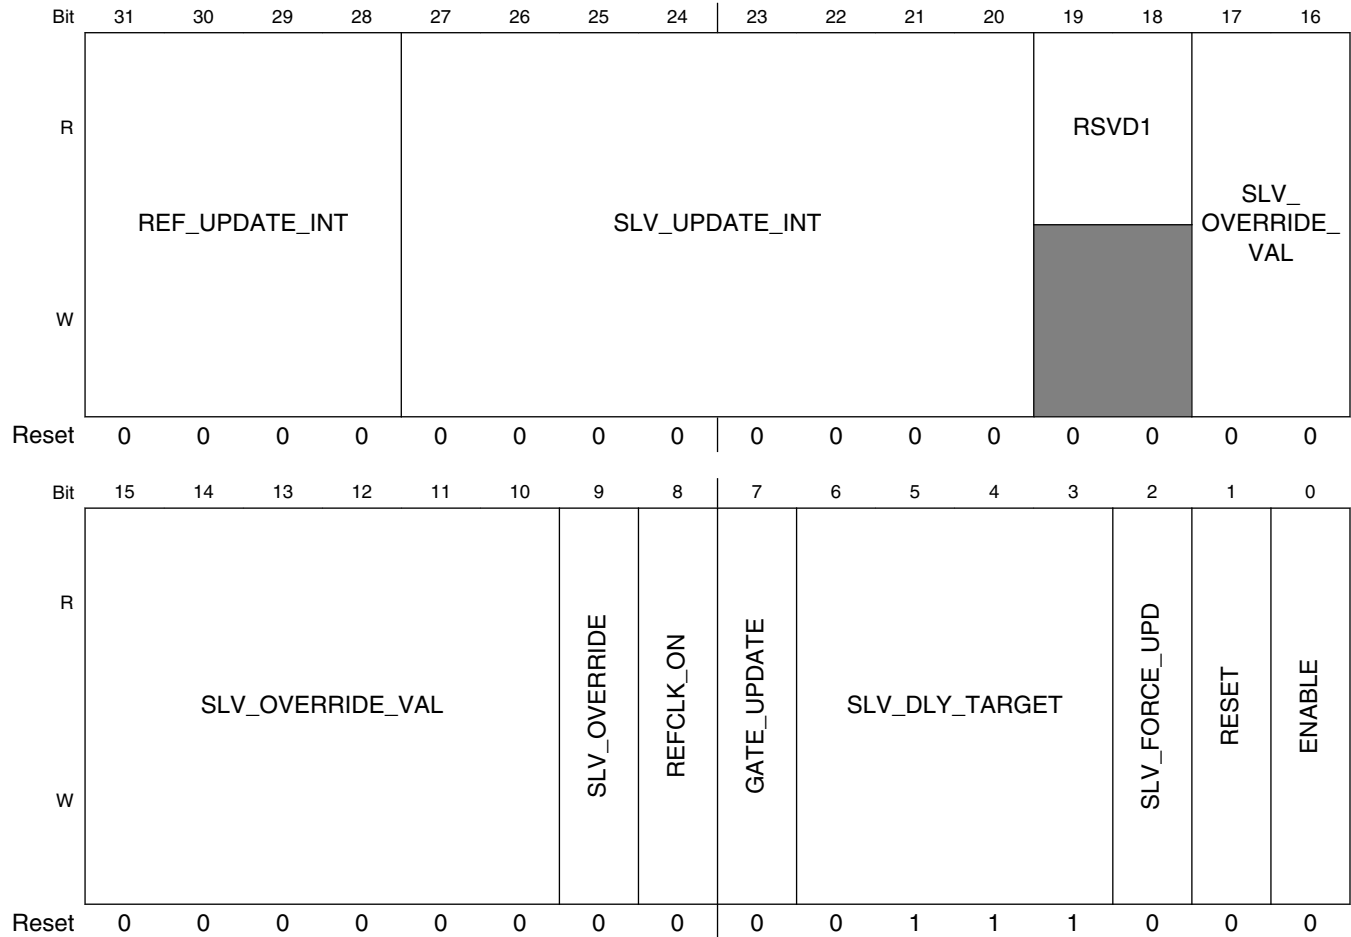 Bit 31 30 29 28 27 26 25 24 23 22 21 20 19 18 17 16
R
RSVD1
REF_UPDATE_INT
SLV_UPDATE_INT
SLV_
OVERRIDE_
VAL
W
Reset 0 0 0 0 0 0 0 0 0 0 0 0 0 0 0 0
Bit 15 14 13 12 11 10 9 8 7 6 5 4 3 2 1 0
R
SLV_OVERRIDE_VAL
SLV_OVERRIDE
REFCLK_ON
GATE_UPDATE
SLV_DLY_TARGET
SLV_FORCE_UPD
RESET
ENABLE
W
Reset 0 0 0 0 0 0 0 0 0 0 1 1 1 0 0 0